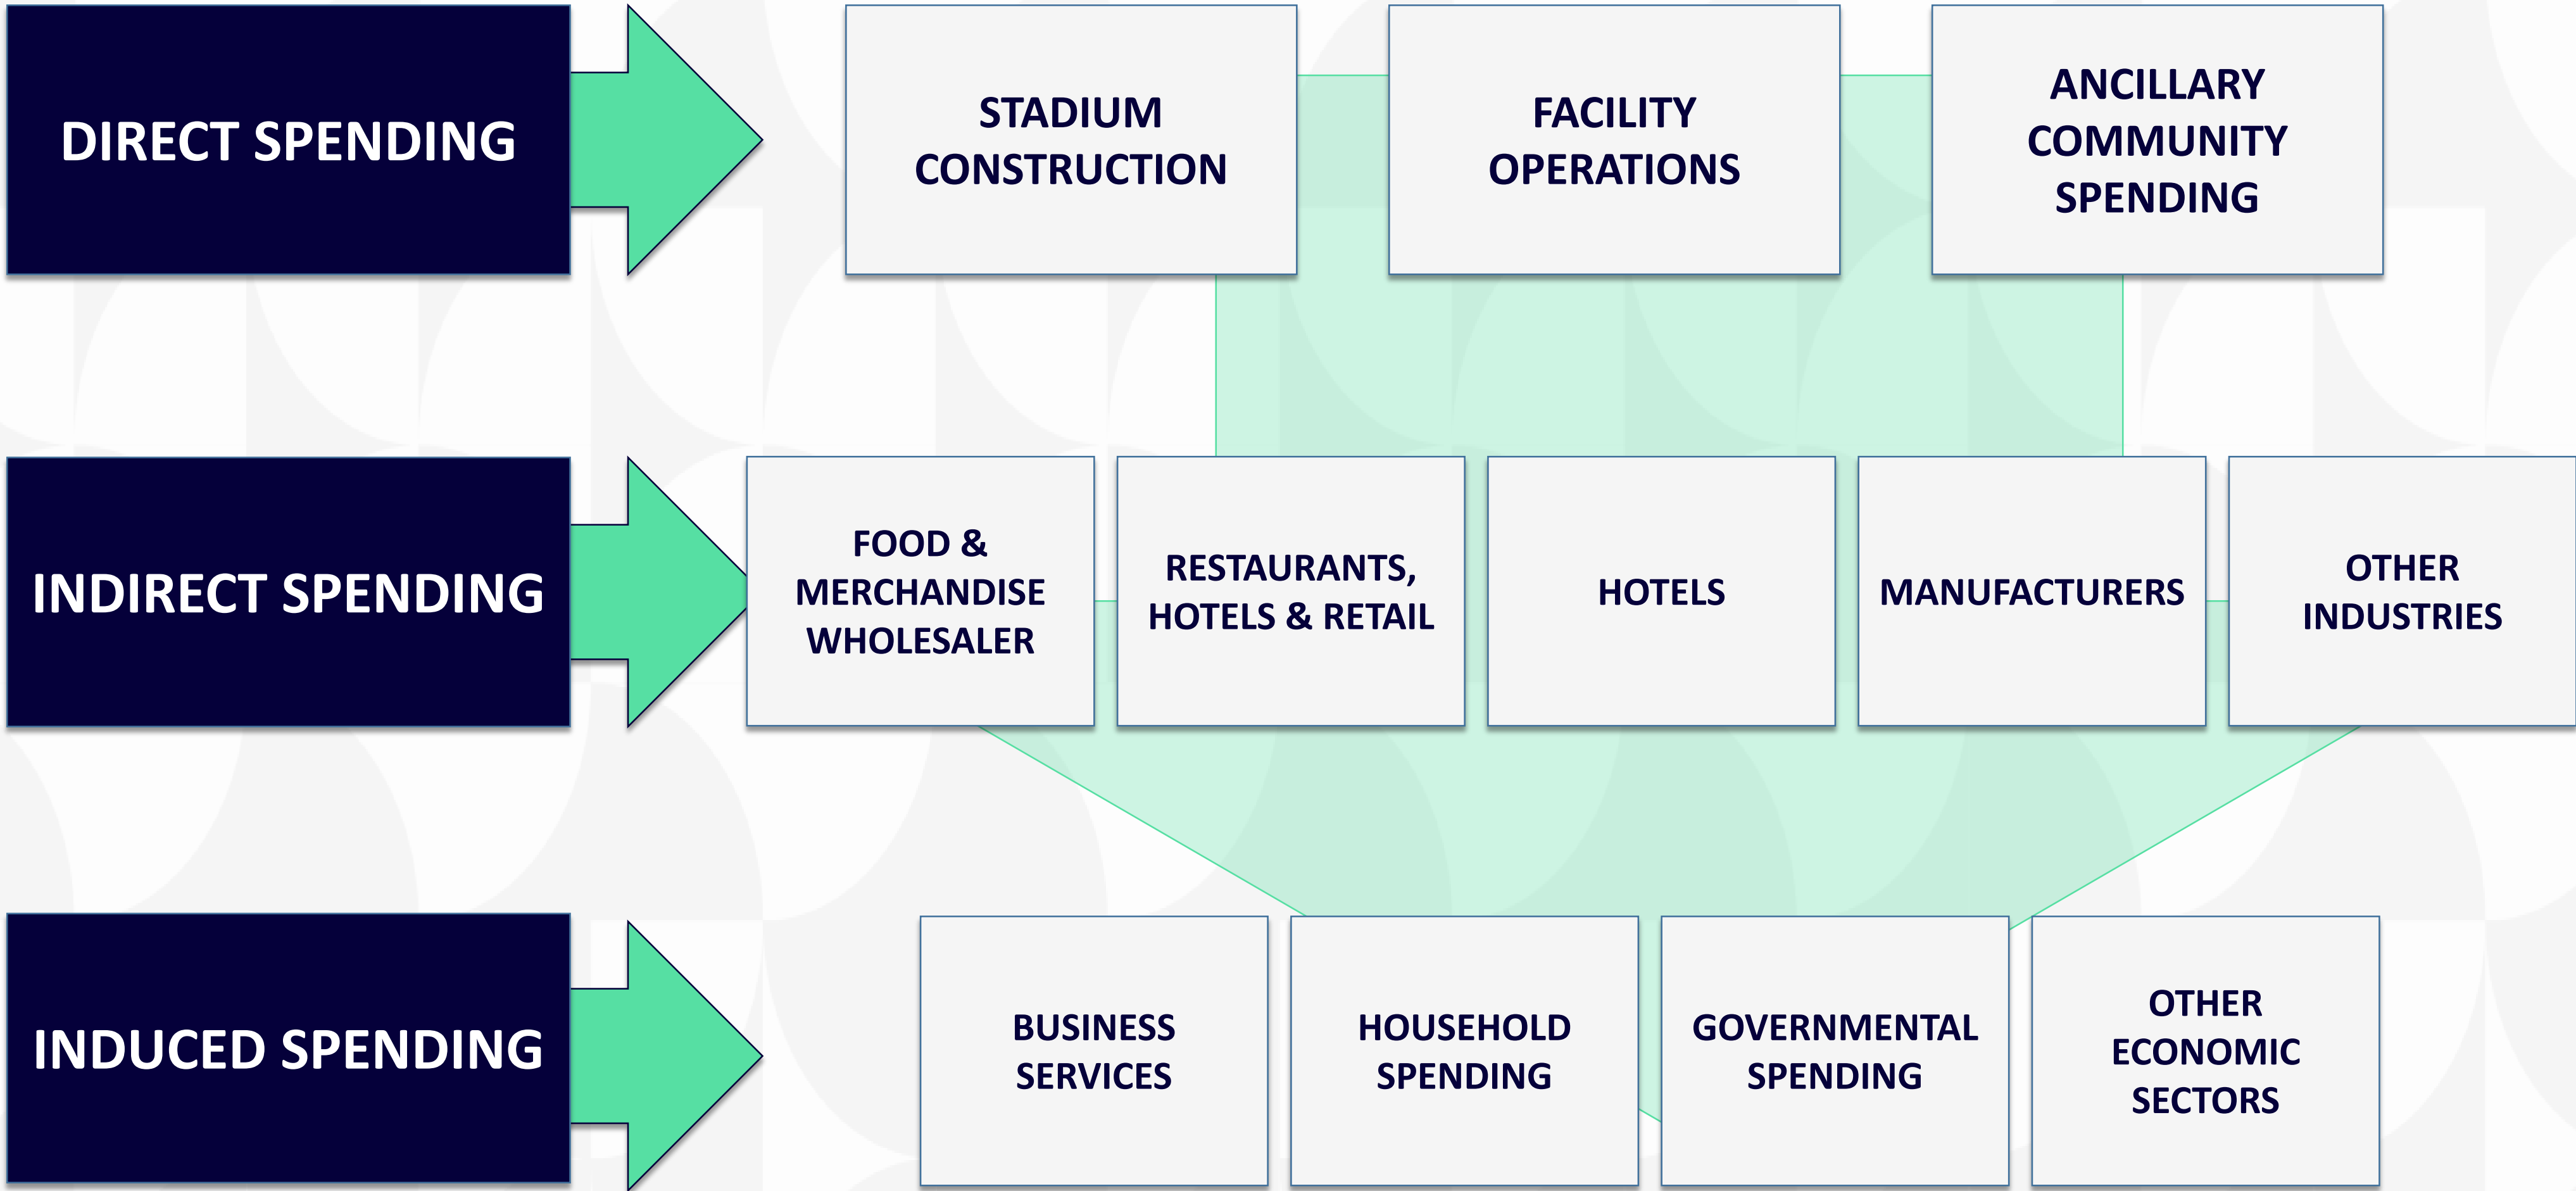 DIRECT SPENDING
STADIUM
CONSTRUCTION
FACILITY
OPERATIONS
ANCILLARY
COMMUNITY
SPENDING
INDIRECT SPENDING
FOOD &
MERCHANDISE
WHOLESALER
RESTAURANTS,
HOTELS & RETAIL
HOTELS
MANUFACTURERS
OTHER
INDUSTRIES
INDUCED SPENDING
BUSINESS
SERVICES
HOUSEHOLD
SPENDING
GOVERNMENTAL
SPENDING
OTHER
ECONOMIC
SECTORS